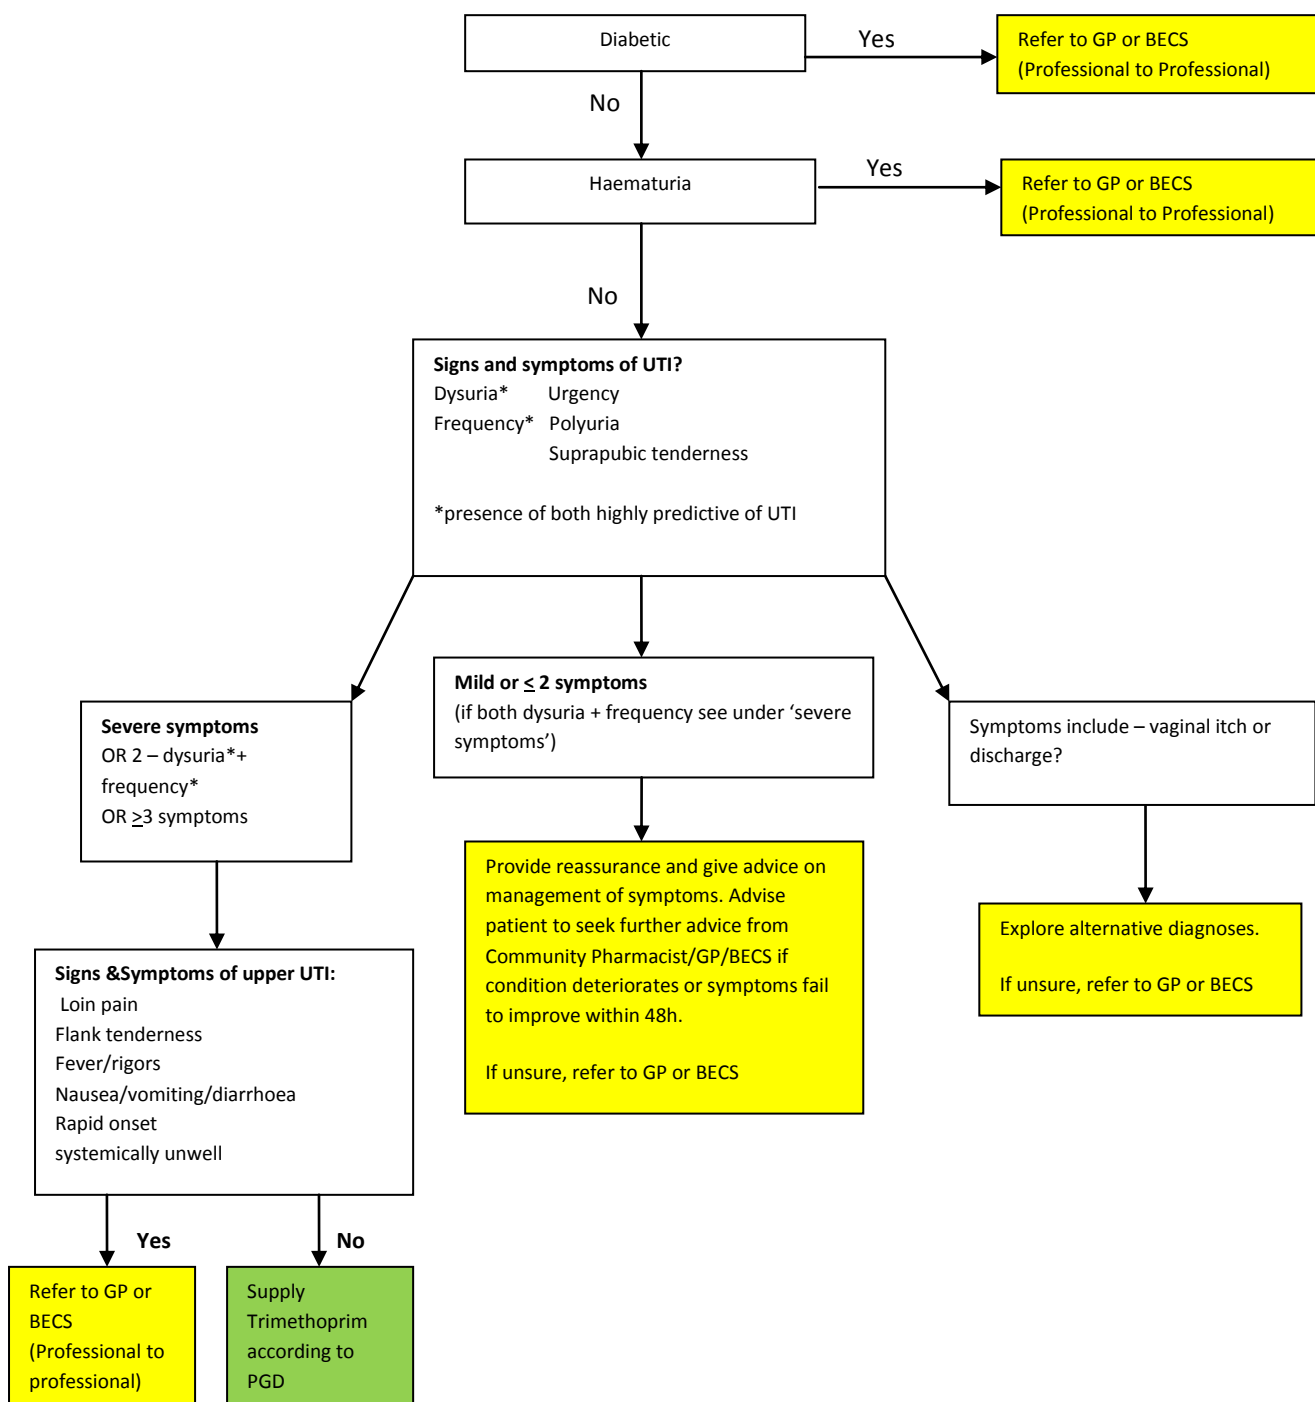 Diabetic
Yes
Refer to GP or BECS
(Professional to Professional)
No
Haematuria
Yes
Refer to GP or BECS
(Professional to Professional)
No
Signs and symptoms of UTI?
Dysuria* Urgency
Frequency* Polyuria
Suprapubic tenderness
*presence of both highly predictive of UTI
Severe symptoms
OR 2 – dysuria*+
frequency*
OR ≥3 symptoms
Mild or ≤ 2 symptoms
(if both dysuria + frequency see under ‘severe
symptoms’)
Symptoms include – vaginal itch or
discharge?
Provide reassurance and give advice on
management of symptoms. Advise
patient to seek further advice from
Community Pharmacist/GP/BECS if
condition deteriorates or symptoms fail
to improve within 48h.
If unsure, refer to GP or BECS
Explore alternative diagnoses.
If unsure, refer to GP or BECS
Signs &Symptoms of upper UTI:
Loin pain
Flank tenderness
Fever/rigors
Nausea/vomiting/diarrhoea
Rapid onset
systemically unwell
Yes
No
Refer to GP or
BECS
(Professional to
professional)
Supply
Trimethoprim
according to
PGD